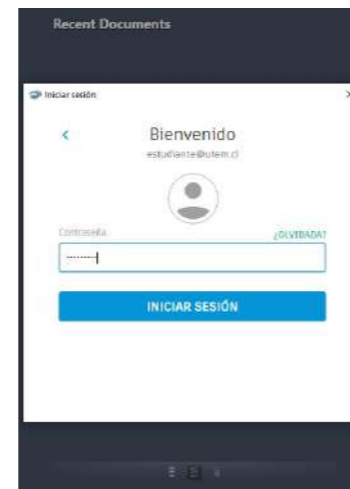 Recent Documents
Iniciar sesión
Bienvenido
estudiante@utem.cl
Contraseña
¿OLVIDADA?
INICIAR SESIÓN